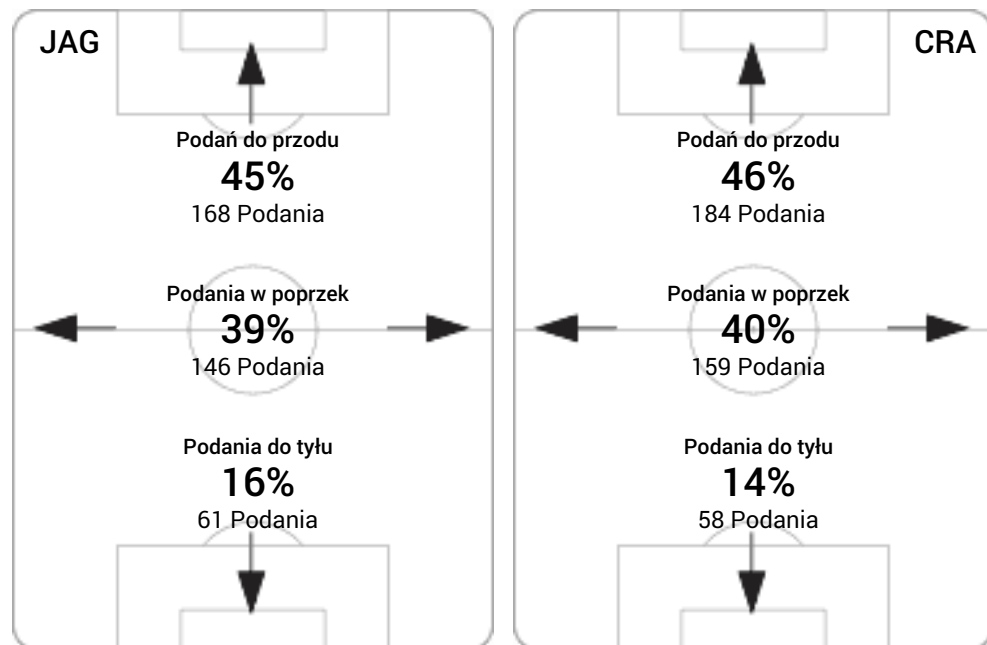 JAG
Podań do przodu
45%
168 Podania
Podania w poprzek
39%
146 Podania
Podania do tyłu
16%
61 Podania
CRA
Podań do przodu
46%
184 Podania
Podania w poprzek
40%
159 Podania
Podania do tyłu
14%
58 Podania